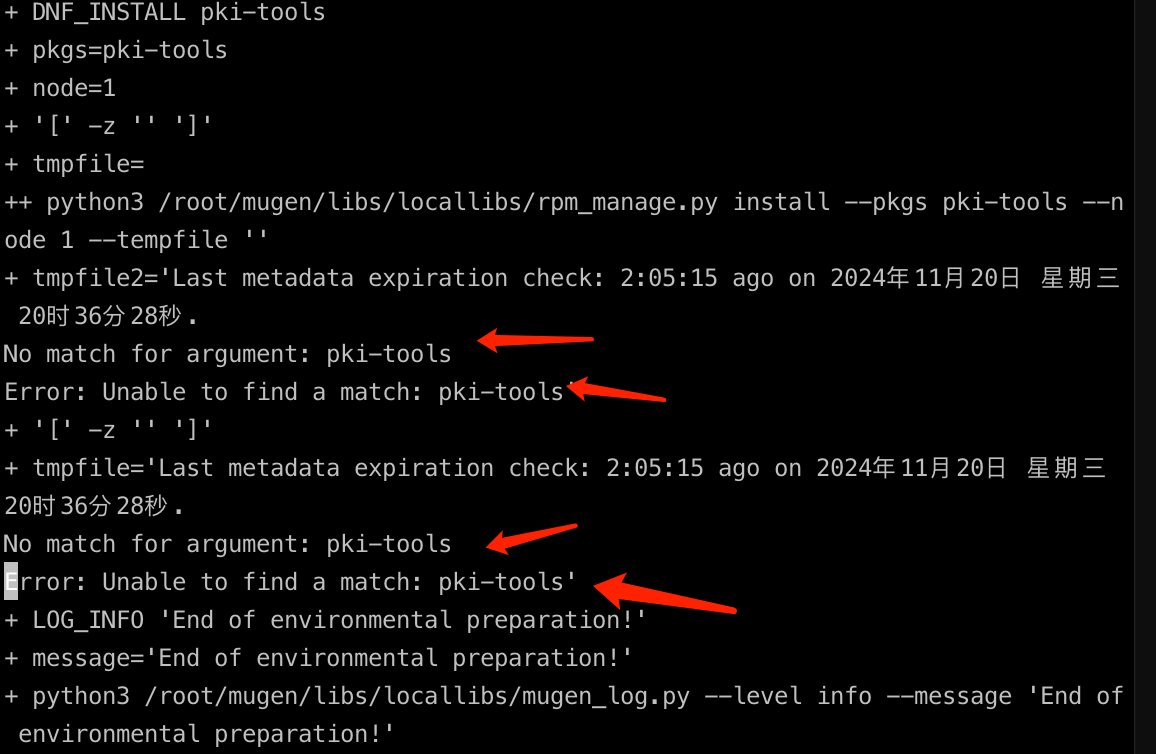 + DNF_INSTALL pki-tools
+ pkgs=pki-tools
+ node=1
+ '[' -z '' ']'
+ tmpfile=
++ python3 /root/mugen/libs/locallibs/rpm_manage.py install --pkgs pki-tools --n
ode 1 --tempfile ''
+ tmpfile2='Last metadata expiration check: 2:05:15 ago on 2024年11月20日 星期三
 20时36分28秒.
No match for argument: pki-tools
Error: Unable to find a match: pki-tools'
+ '[' -z '' ']'
+ tmpfile='Last metadata expiration check: 2:05:15 ago on 2024年11月20日 星期三
20时36分28秒.
No match for argument: pki-tools
Error: Unable to find a match: pki-tools'
+ LOG_INFO 'End of environmental preparation!'
+ message='End of environmental preparation!'
+ python3 /root/mugen/libs/locallibs/mugen_log.py --level info --message 'End of
 environmental preparation!'